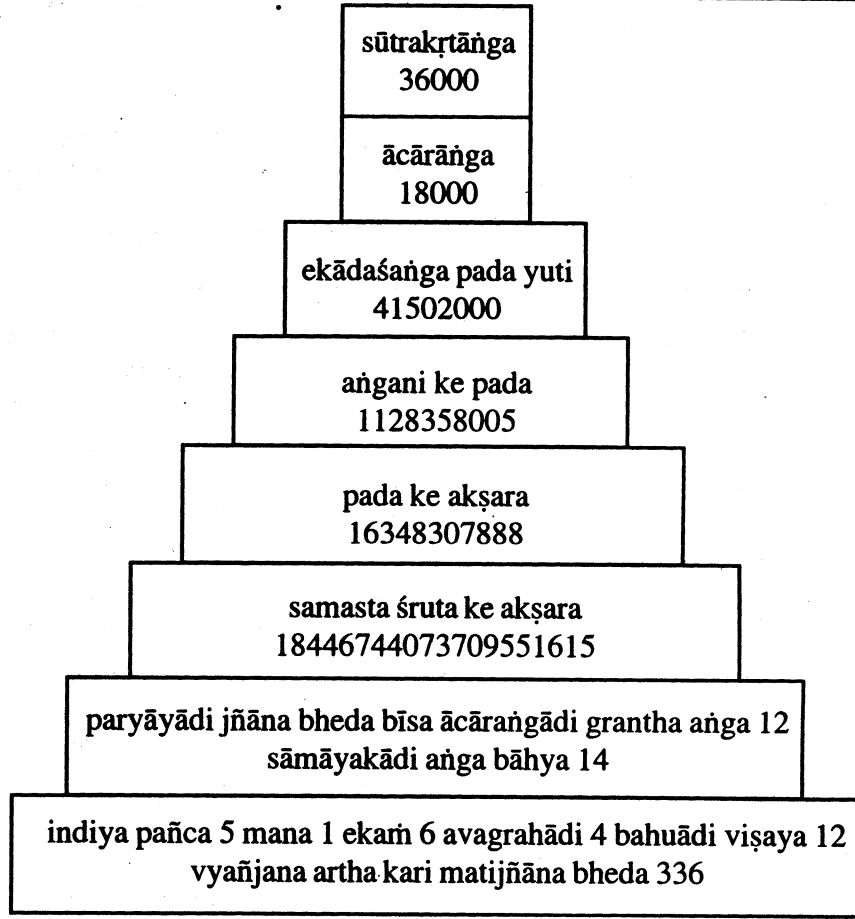 sūtrakṛtāṅga
36000
ācārāṅga
18000
ekādaśaṅga pada yuti
41502000
aṅgani ke pada
1128358005
pada ke akṣara
16348307888
samasta śruta ke akṣara
18446744073709551615
paryāyādi jñāna bheda bīsa ācāraṅgādi grantha aṅga 12
sāmāyakādi aṅga bāhya 14
indiya pañca 5 mana 1 ekaṁ 6 avagrahādi 4 bahuādi viṣaya 12
vyañjana artha kari matijñāna bheda 336